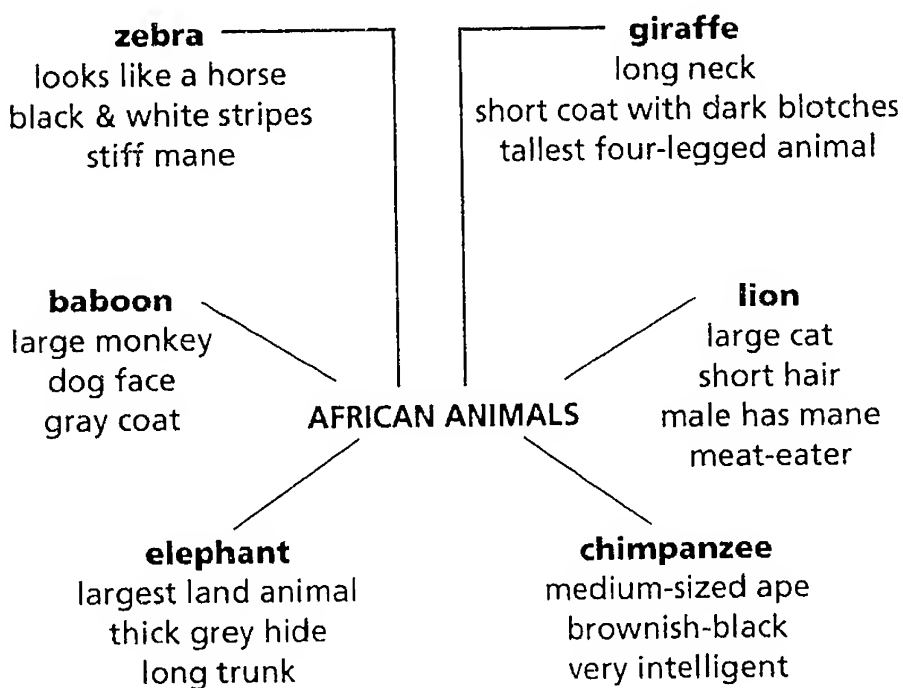 zebra
looks like a horse
black & white stripes
stiff mane
giraffe
long neck
short coat with dark blotches
tallest four-legged animal
baboon
large monkey
dog face
gray coat
lion
large cat
short hair
male has mane
meat-eater
AFRICAN ANIMALS
elephant
largest land animal
thick grey hide
long trunk
chimpanzee
medium-sized ape
brownish-black
very intelligent